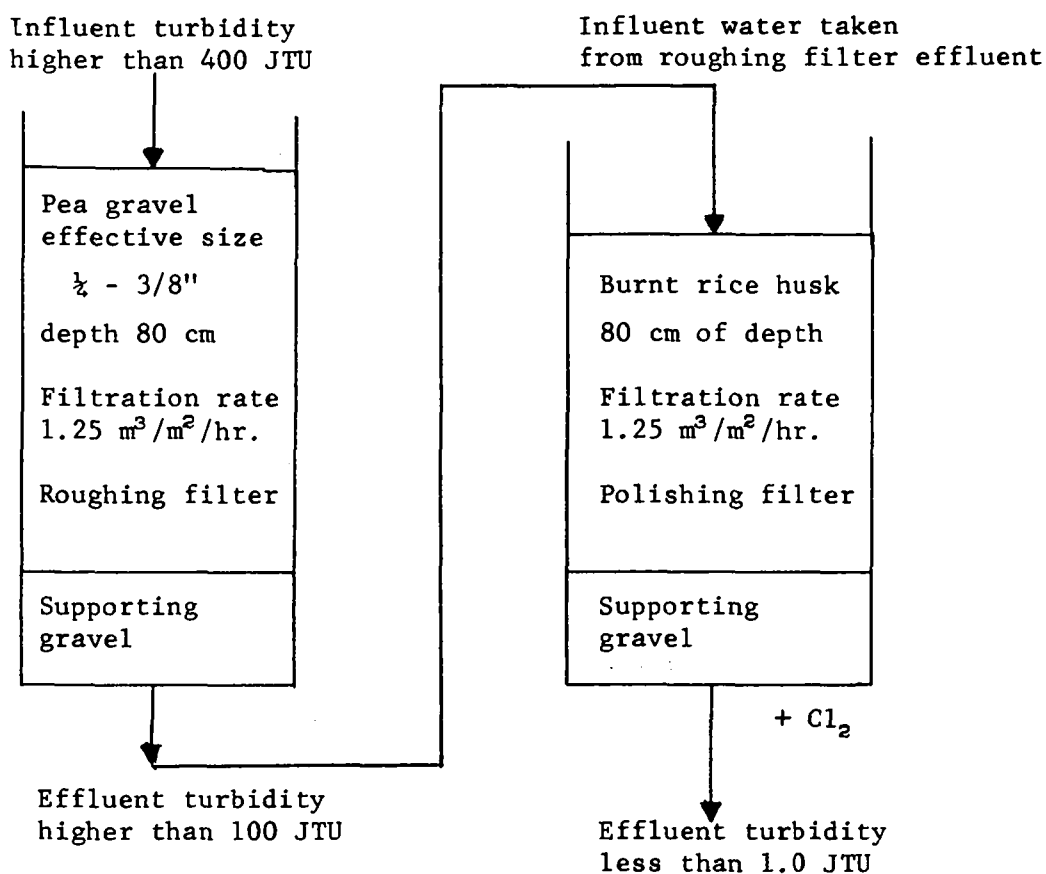 Influent turbidity
higher than 400 JTU
Pea gravel
effective size
¼ - 3/8"
depth 80 cm
Filtration rate
1.25 m³/m²/hr.
Roughing filter
Supporting
gravel
Effluent turbidity
higher than 100 JTU
Influent water taken
from roughing filter effluent
Burnt rice husk
80 cm of depth
Filtration rate
1.25 m³/m²/hr.
Polishing filter
Supporting
gravel
+ Cl₂
Effluent turbidity
less than 1.0 JTU